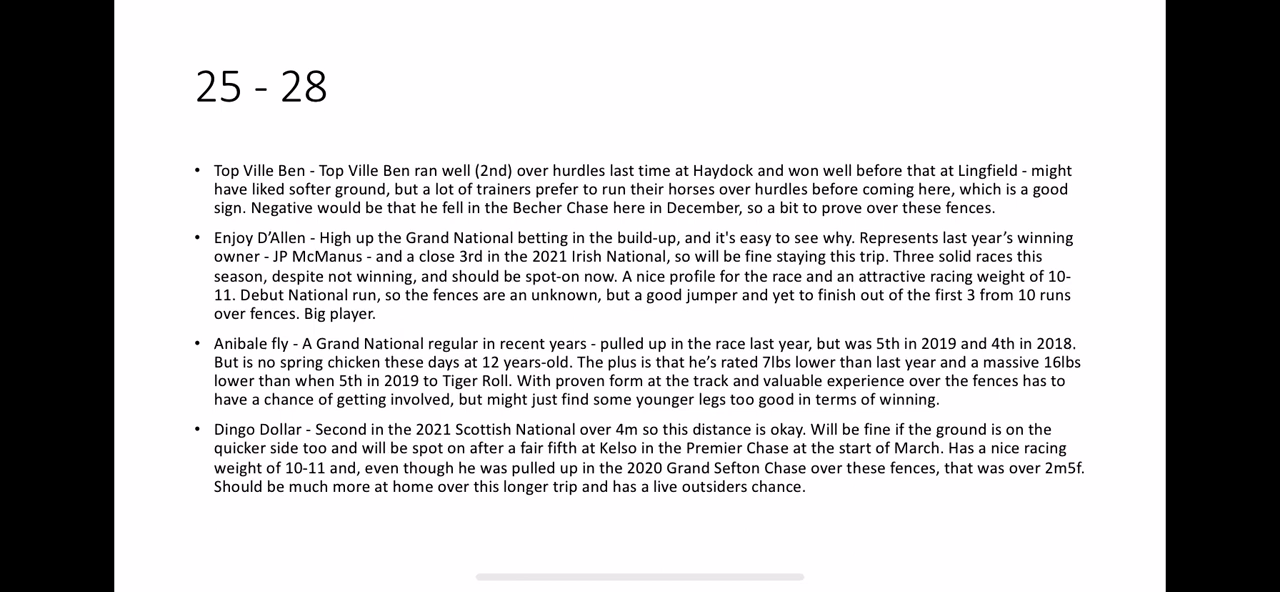 25 - 28
• Top Ville Ben - Top Ville Ben ran well (2nd) over hurdles last time at Haydock and won well before that at Lingfield - might
have liked softer ground, but a lot of trainers prefer to run their horses over hurdles before coming here, which is a good
sign. Negative would be that he fell in the Becher Chase here in December, so a bit to prove over these fences.
• Enjoy D’Allen - High up the Grand National betting in the build-up, and it's easy to see why. Represents last year’s winning
owner - JP McManus - and a close 3rd in the 2021 Irish National, so will be fine staying this trip. Three solid races this
season, despite not winning, and should be spot-on now. A nice profile for the race and an attractive racing weight of 10-
11. Debut National run, so the fences are an unknown, but a good jumper and yet to finish out of the first 3 from 10 runs
over fences. Big player.
• Anibale fly - A Grand National regular in recent years - pulled up in the race last year, but was 5th in 2019 and 4th in 2018.
But is no spring chicken these days at 12 years-old. The plus is that he’s rated 7lbs lower than last year and a massive 16lbs
lower than when 5th in 2019 to Tiger Roll. With proven form at the track and valuable experience over the fences has to
have a chance of getting involved, but might just find some younger legs too good in terms of winning.
• Dingo Dollar - Second in the 2021 Scottish National over 4m so this distance is okay. Will be fine if the ground is on the
quicker side too and will be spot on after a fair fifth at Kelso in the Premier Chase at the start of March. Has a nice racing
weight of 10-11 and, even though he was pulled up in the 2020 Grand Sefton Chase over these fences, that was over 2m5f.
Should be much more at home over this longer trip and has a live outsiders chance.